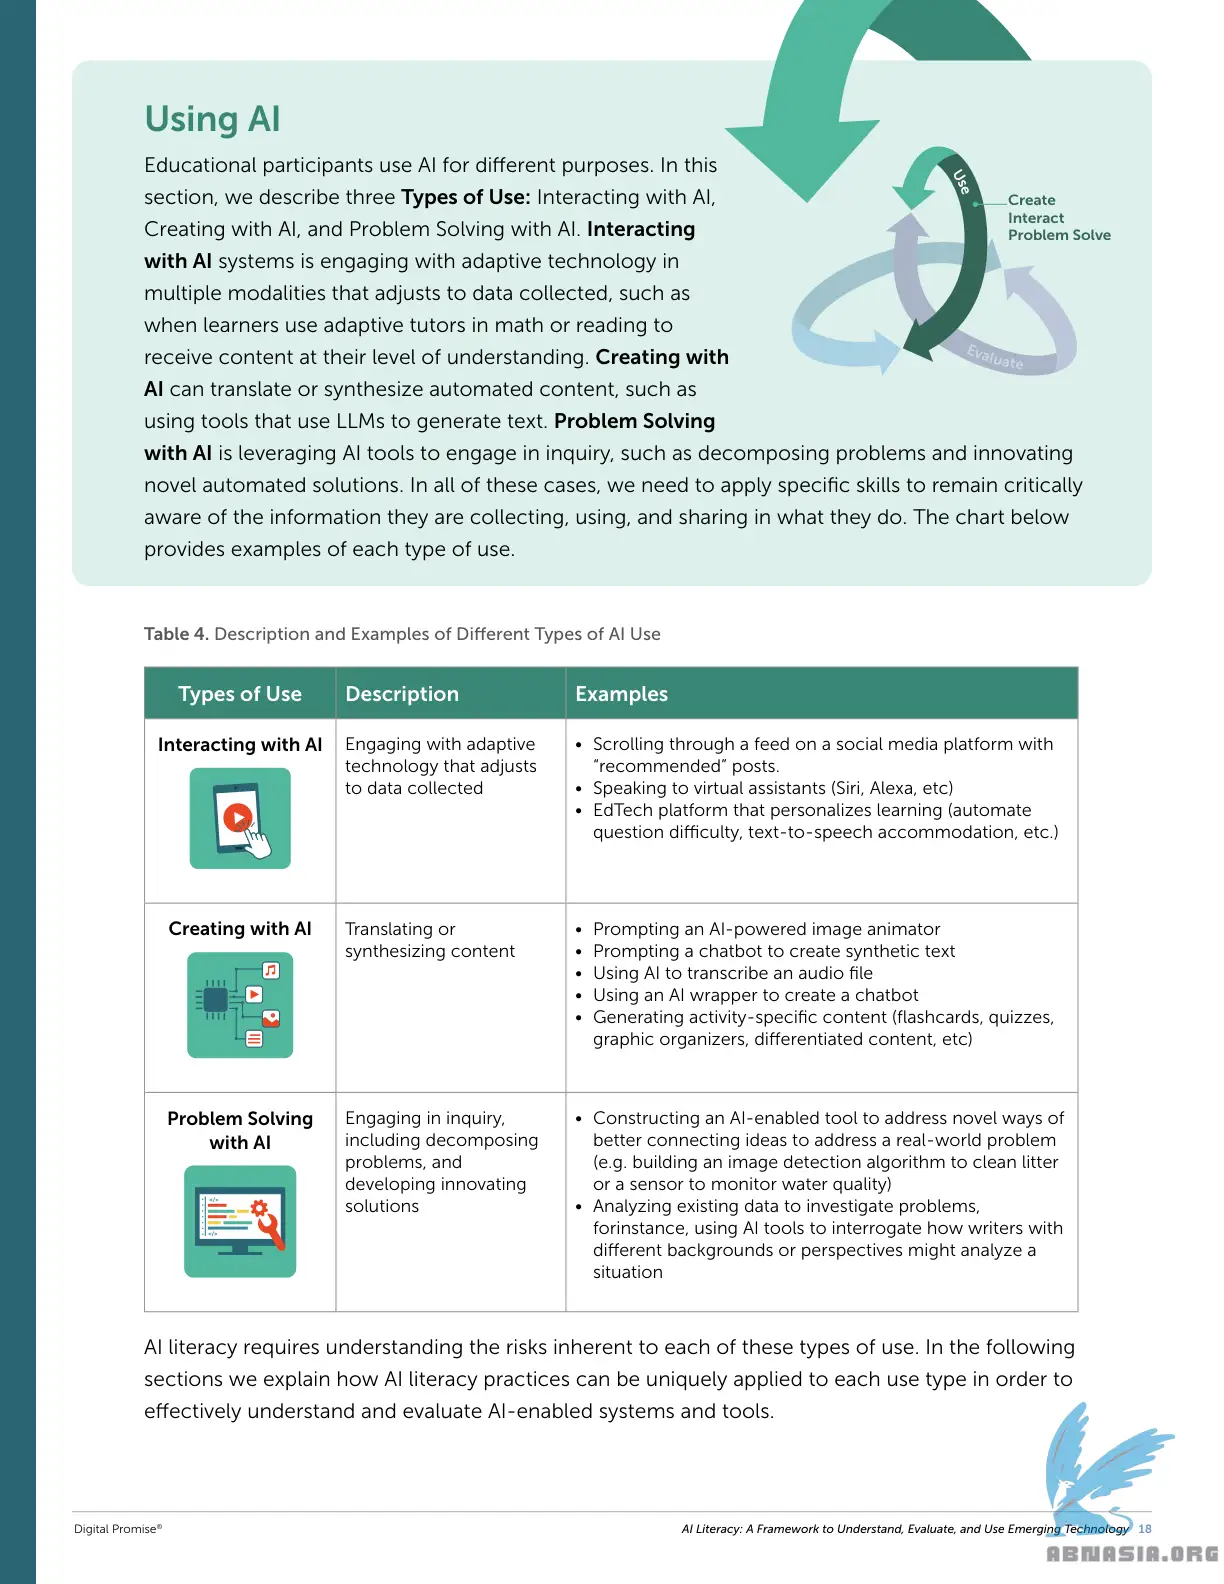 Using AI
Educational participants use AI for different purposes. In this
section, we describe three Types of Use: Interacting with AI,
Creating with AI, and Problem Solving with AI. Interacting
with AI systems is engaging with adaptive technology in
multiple modalities that adjusts to data collected, such as
when learners use adaptive tutors in math or reading to
receive content at their level of understanding. Creating with
AI can translate or synthesize automated content, such as
using tools that use LLMs to generate text. Problem Solving
with AI is leveraging AI tools to engage in inquiry, such as decomposing problems and innovating
novel automated solutions. In all of these cases, we need to apply specific skills to remain critically
aware of the information they are collecting, using, and sharing in what they do. The chart below
provides examples of each type of use.
Use
Create
Interact
Problem Solve
Evaluate
Table 4. Description and Examples of Different Types of AI Use
Types of Use
Description
Examples
Interacting with AI
Engaging with adaptive
technology that adjusts
to data collected
• Scrolling through a feed on a social media platform with
“recommended” posts.
• Speaking to virtual assistants (Siri, Alexa, etc)
• EdTech platform that personalizes learning (automate
question difficulty, text-to-speech accommodation, etc.)
Creating with AI
Translating or
synthesizing content
• Prompting an AI-powered image animator
• Prompting a chatbot to create synthetic text
• Using AI to transcribe an audio file
• Using an AI wrapper to create a chatbot
• Generating activity-specific content (flashcards, quizzes,
graphic organizers, differentiated content, etc)
Problem Solving
with AI
Engaging in inquiry,
including decomposing
problems, and
developing innovating
solutions
• Constructing an AI-enabled tool to address novel ways of
better connecting ideas to address a real-world problem
(e.g. building an image detection algorithm to clean litter
or a sensor to monitor water quality)
• Analyzing existing data to investigate problems,
forinstance, using AI tools to interrogate how writers with
different backgrounds or perspectives might analyze a
situation
AI literacy requires understanding the risks inherent to each of these types of use. In the following
sections we explain how AI literacy practices can be uniquely applied to each use type in order to
effectively understand and evaluate AI-enabled systems and tools.
Digital Promise®
AI Literacy: A Framework to Understand, Evaluate, and Use Emerging Technology 18
ABNASIA.ORG